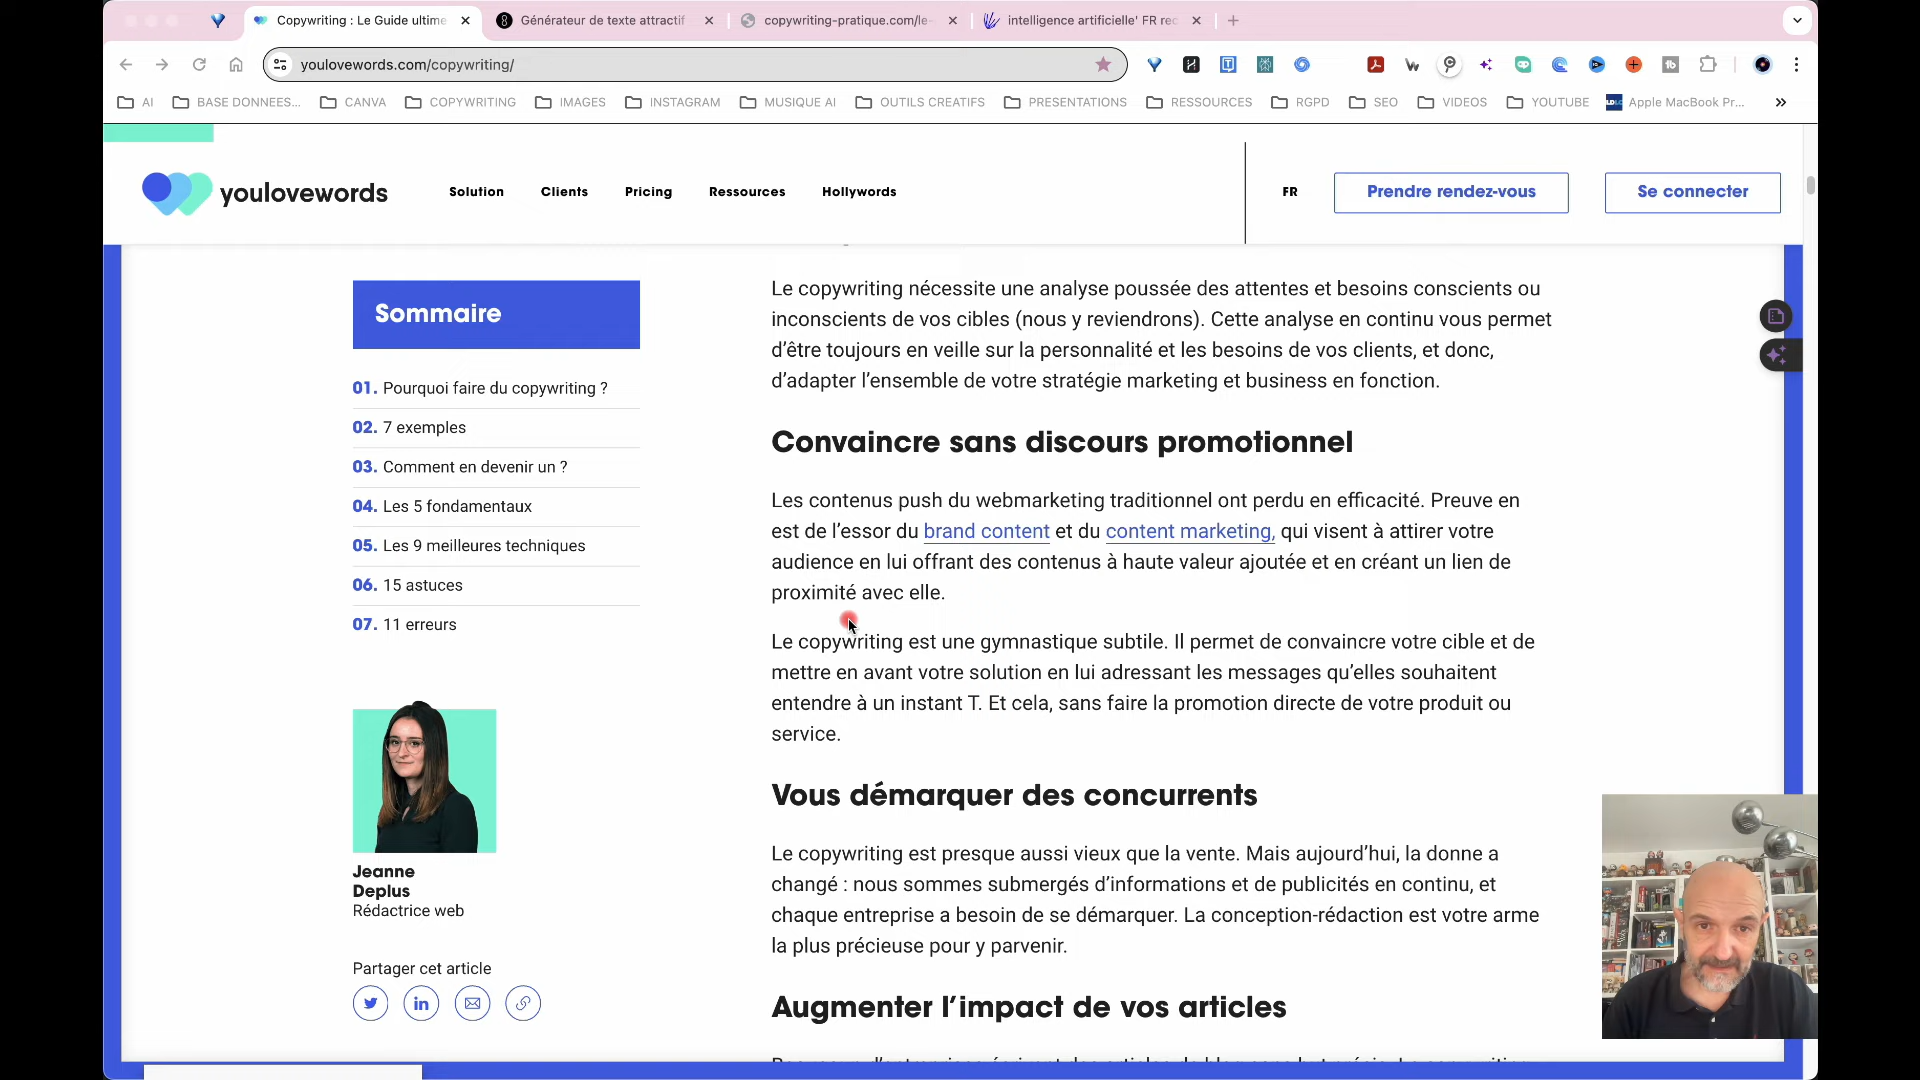 Copywriting : Le Guide ultime
Générateur de texte attractif
copywriting-pratique.com/le-
intelligence artificielle' FR rec
youlovewords.com/copywriting/
AI
BASE DONNEES...
CANVA
COPYWRITING
IMAGES
INSTAGRAM
MUSIQUE AI
OUTILS CREATIFS
PRESENTATIONS
RESSOURCES
RGPD
SEO
VIDEOS
YOUTUBE
Apple MacBook Pr...
youlovewords
Solution
Clients
Pricing
Ressources
Hollywords
FR
Prendre rendez-vous
Se connecter
Sommaire
01. Pourquoi faire du copywriting ?
02. 7 exemples
03. Comment en devenir un ?
04. Les 5 fondamentaux
05. Les 9 meilleures techniques
06. 15 astuces
07. 11 erreurs
Jeanne
Deplus
Rédactrice web
Partager cet article
Le copywriting nécessite une analyse poussée des attentes et besoins conscients ou
inconscients de vos cibles (nous y reviendrons). Cette analyse en continu vous permet
d’être toujours en veille sur la personnalité et les besoins de vos clients, et donc,
d’adapter l’ensemble de votre stratégie marketing et business en fonction.
Convaincre sans discours promotionnel
Les contenus push du webmarketing traditionnel ont perdu en efficacité. Preuve en
est de l’essor du brand content et du content marketing, qui visent à attirer votre
audience en lui offrant des contenus à haute valeur ajoutée et en créant un lien de
proximité avec elle.
Le copywriting est une gymnastique subtile. Il permet de convaincre votre cible et de
mettre en avant votre solution en lui adressant les messages qu’elles souhaitent
entendre à un instant T. Et cela, sans faire la promotion directe de votre produit ou
service.
Vous démarquer des concurrents
Le copywriting est presque aussi vieux que la vente. Mais aujourd’hui, la donne a
changé : nous sommes submergés d’informations et de publicités en continu, et
chaque entreprise a besoin de se démarquer. La conception-rédaction est votre arme
la plus précieuse pour y parvenir.
Augmenter l’impact de vos articles